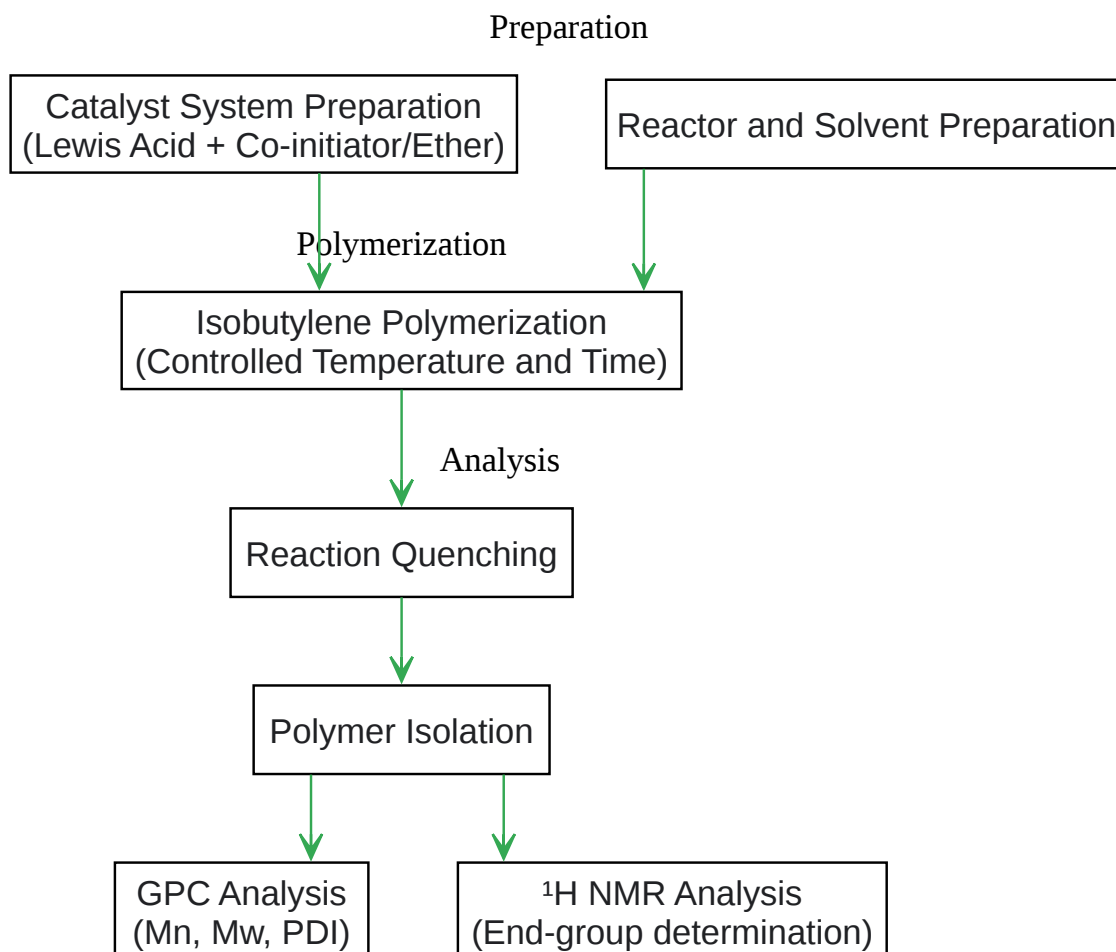 Preparation
Catalyst System Preparation
(Lewis Acid + Co-initiator/Ether)
Reactor and Solvent Preparation
Polymerization
Isobutylene Polymerization
(Controlled Temperature and Time)
Analysis
Reaction Quenching
Polymer Isolation
GPC Analysis
(Mn, Mw, PDI)
¹H NMR Analysis
(End-group determination)